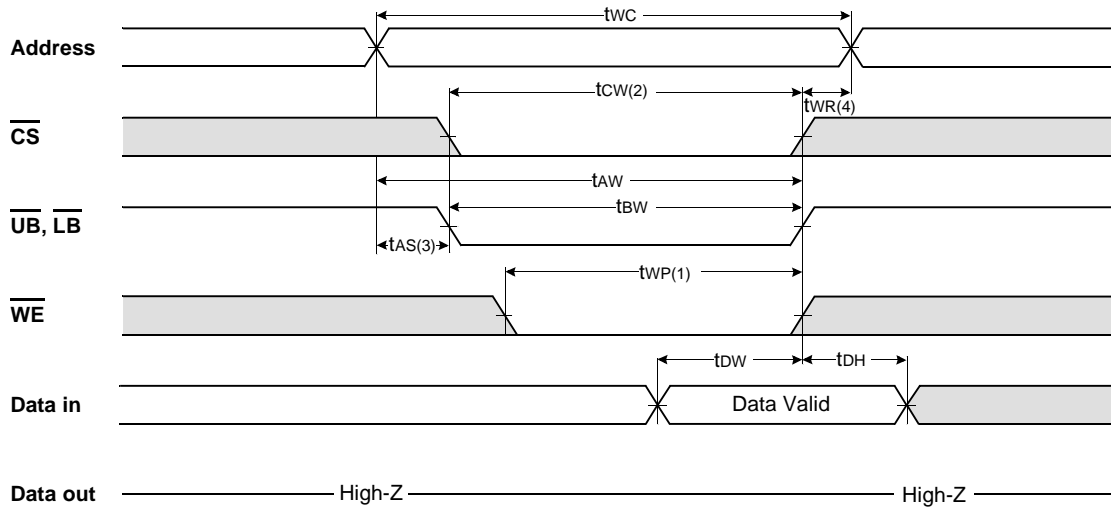 tWC
Address
tCW(2)
tWR(4)
CS
tAW
UB, LB
tBW
tAS(3)
tWP(1)
WE
tDW
tDH
Data in
Data Valid
Data out
High-Z
High-Z